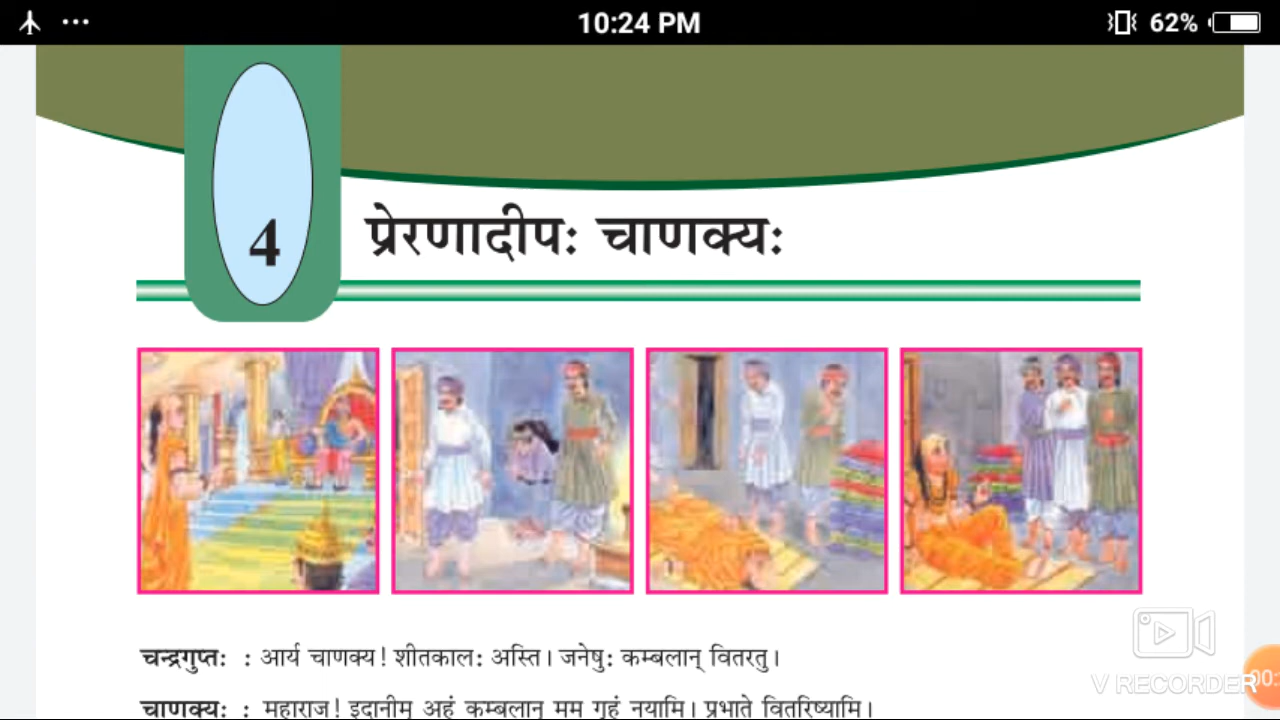 10:24 PM
62%
4
प्रेरणादीपः चाणक्यः
चन्द्रगुप्तः : आर्य चाणक्य! शीतकालः अस्ति। जनेषुः कम्बलान् वितरतु।
चाणक्यः : महाराज! इदानीम् अहं कम्बलान् मम गृहं नयामि। प्रभाते वितरिष्यामि।
V RECORDER